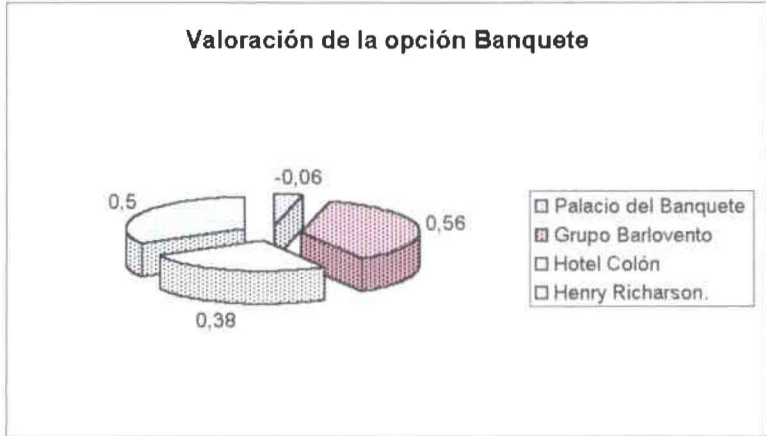 Valoración de la opción Banquete
-0,06
0,5
0,56
0,38
Palacio del Banquete
Grupo Barlovento
Hotel Colón
Henry Richarson.